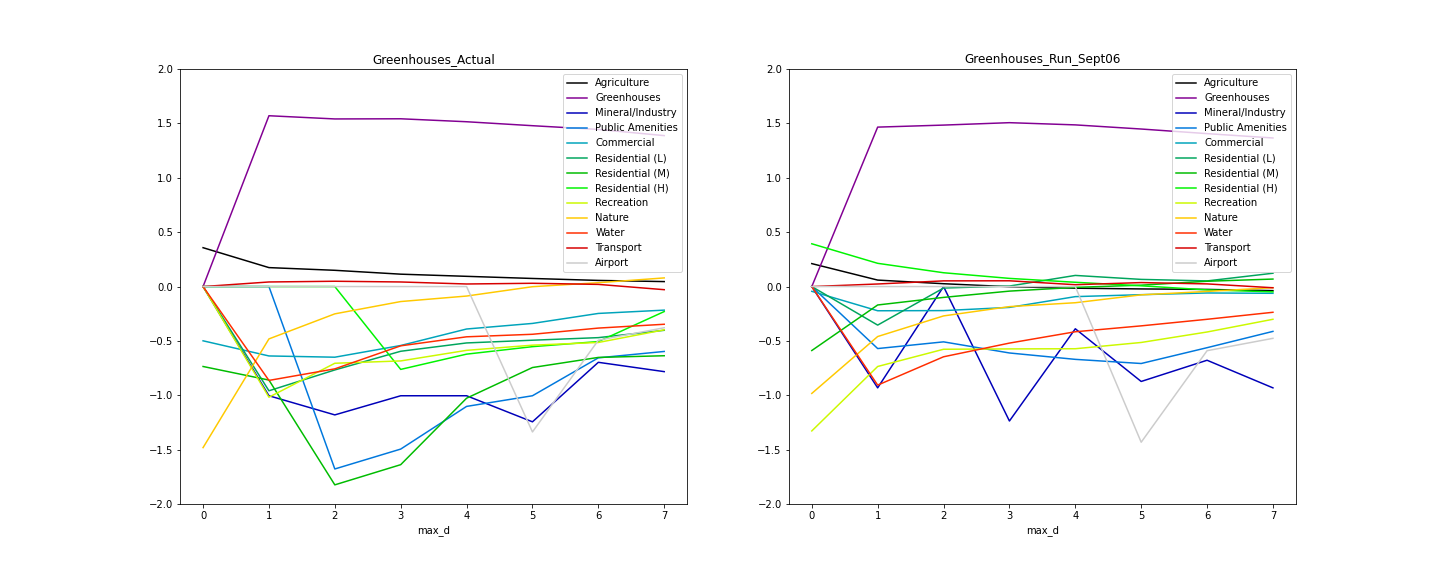 Greenhouses_Actual
2.0
1.5
1.0
0.5
0.0
−0.5
−1.0
−1.5
−2.0
0 1 2 3 4 5 6 7
max_d
Agriculture
Greenhouses
Mineral/Industry
Public Amenities
Commercial
Residential (L)
Residential (M)
Residential (H)
Recreation
Nature
Water
Transport
Airport
Greenhouses_Run_Sept06
2.0
1.5
1.0
0.5
0.0
−0.5
−1.0
−1.5
−2.0
0 1 2 3 4 5 6 7
max_d
Agriculture
Greenhouses
Mineral/Industry
Public Amenities
Commercial
Residential (L)
Residential (M)
Residential (H)
Recreation
Nature
Water
Transport
Airport